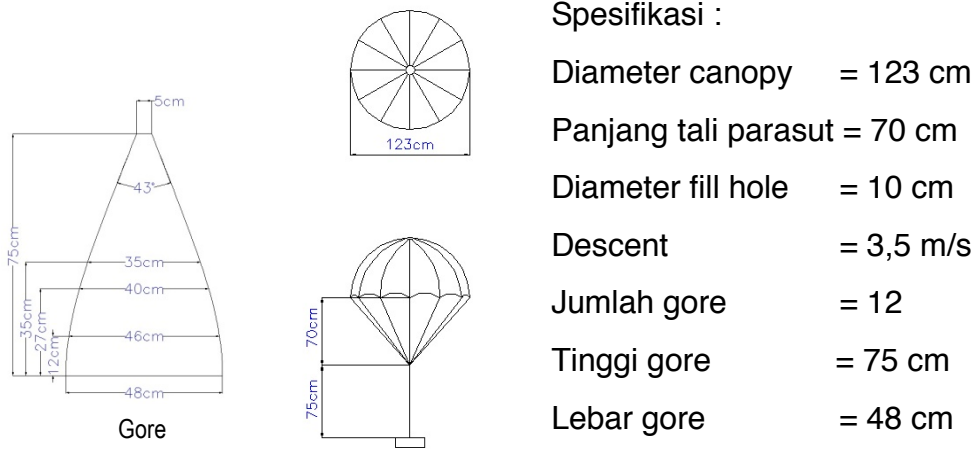 5cm
43°
75cm
35cm
40cm
35cm
27cm
46cm
12cm
48cm
Gore
123cm
70cm
75cm
Spesifikasi :
Diameter canopy = 123 cm
Panjang tali parasut = 70 cm
Diameter fill hole = 10 cm
Descent = 3,5 m/s
Jumlah gore = 12
Tinggi gore = 75 cm
Lebar gore = 48 cm